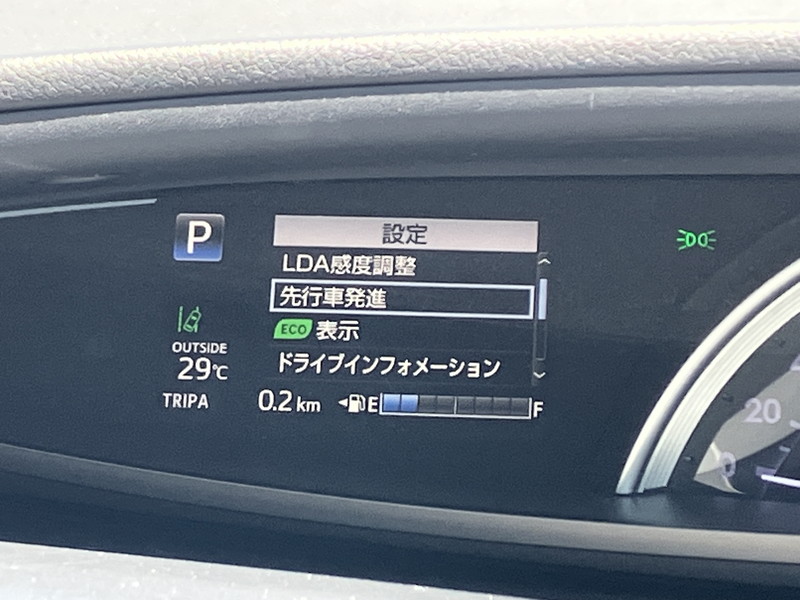 P
設定
LDA感度調整
先行車発進
ECO 表示
ドライブインフォメーション
OUTSIDE
29℃
TRIPA 0.2 km E F
20
0